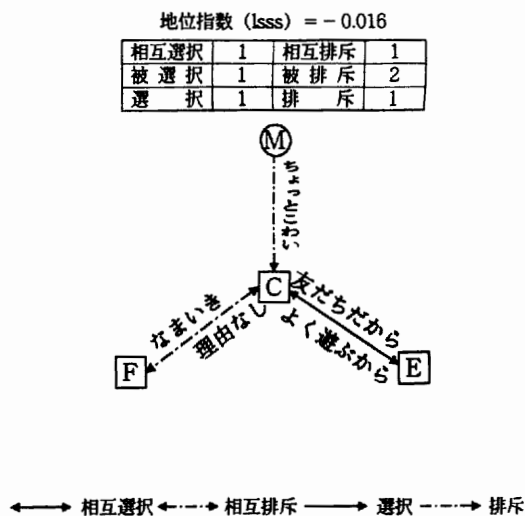 地位指数 (lsss) = -0.016
相互選択 1 相互排斥 1
被選択 1 被排斥 2
選択 1 排斥 1
M
ちょっとこわい
C
なまいき
理由なし
友だちだから
よく遊ぶから
F
E
相互選択 相互排斥 選択 排斥